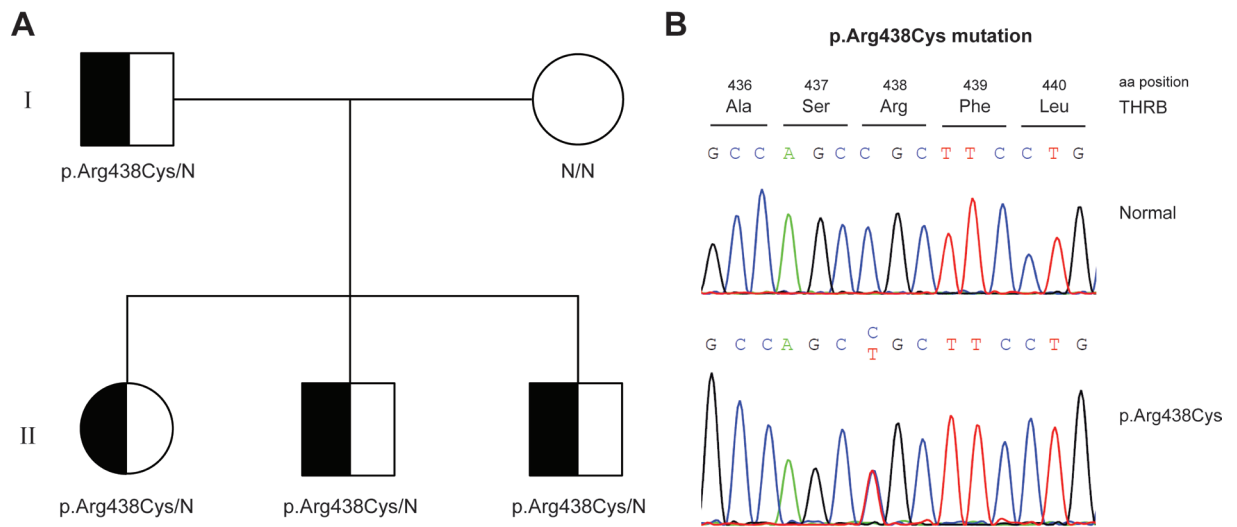 A
I
p.Arg438Cys/N
N/N
II
p.Arg438Cys/N
p.Arg438Cys/N
p.Arg438Cys/N
B
p.Arg438Cys mutation
436 437 438 439 440 aa position
Ala Ser Arg Phe Leu THRB
G C C A G C C G C T T C C T G
Normal
C
G C C A G C G C T T C C T G
T
p.Arg438Cys